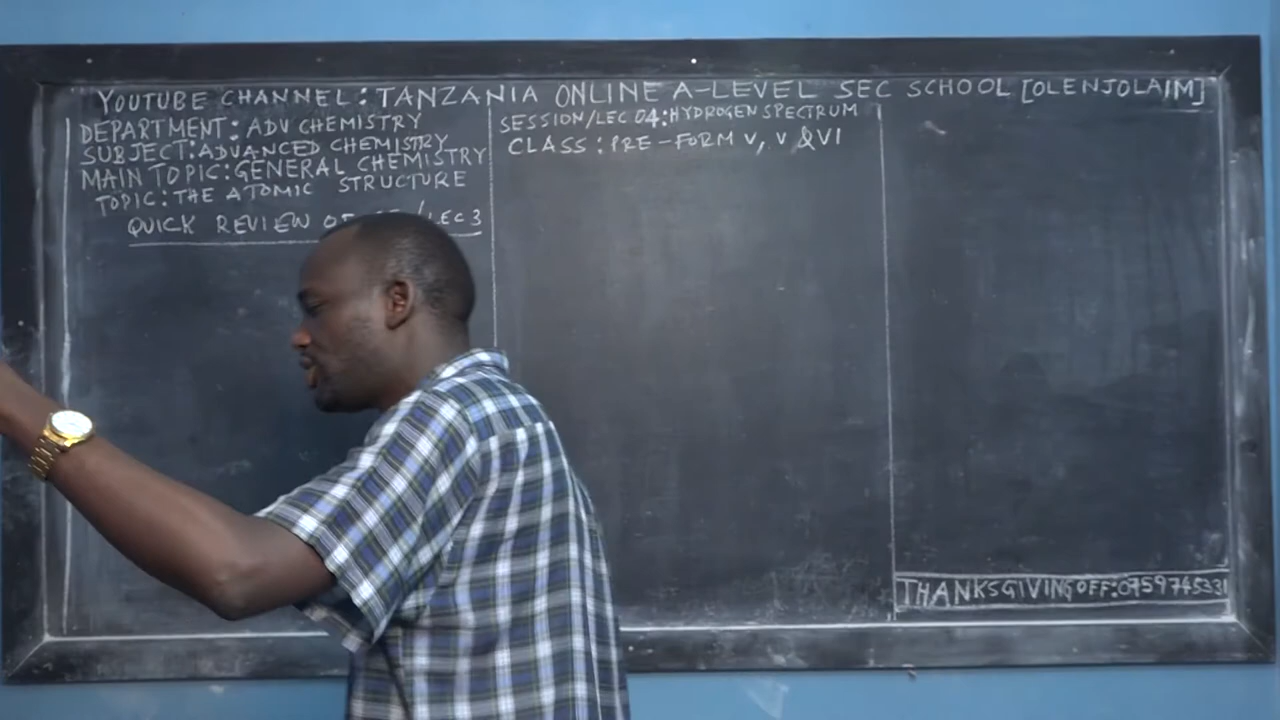 YOUTUBE CHANNEL: TANZANIA ONLINE A-LEVEL SEC SCHOOL [OLENJOLAIM]
DEPARTMENT: ADV CHEMISTRY
SUBJECT: ADVANCED CHEMISTRY
MAIN TOPIC: GENERAL CHEMISTRY
TOPIC: THE ATOMIC STRUCTURE
QUICK REVIEW /LEC 3
SESSION/LEC 04: HYDROGEN SPECTRUM
CLASS: PRE-FORM V, V & VI
THANKSGIVING OFF: 0759745331